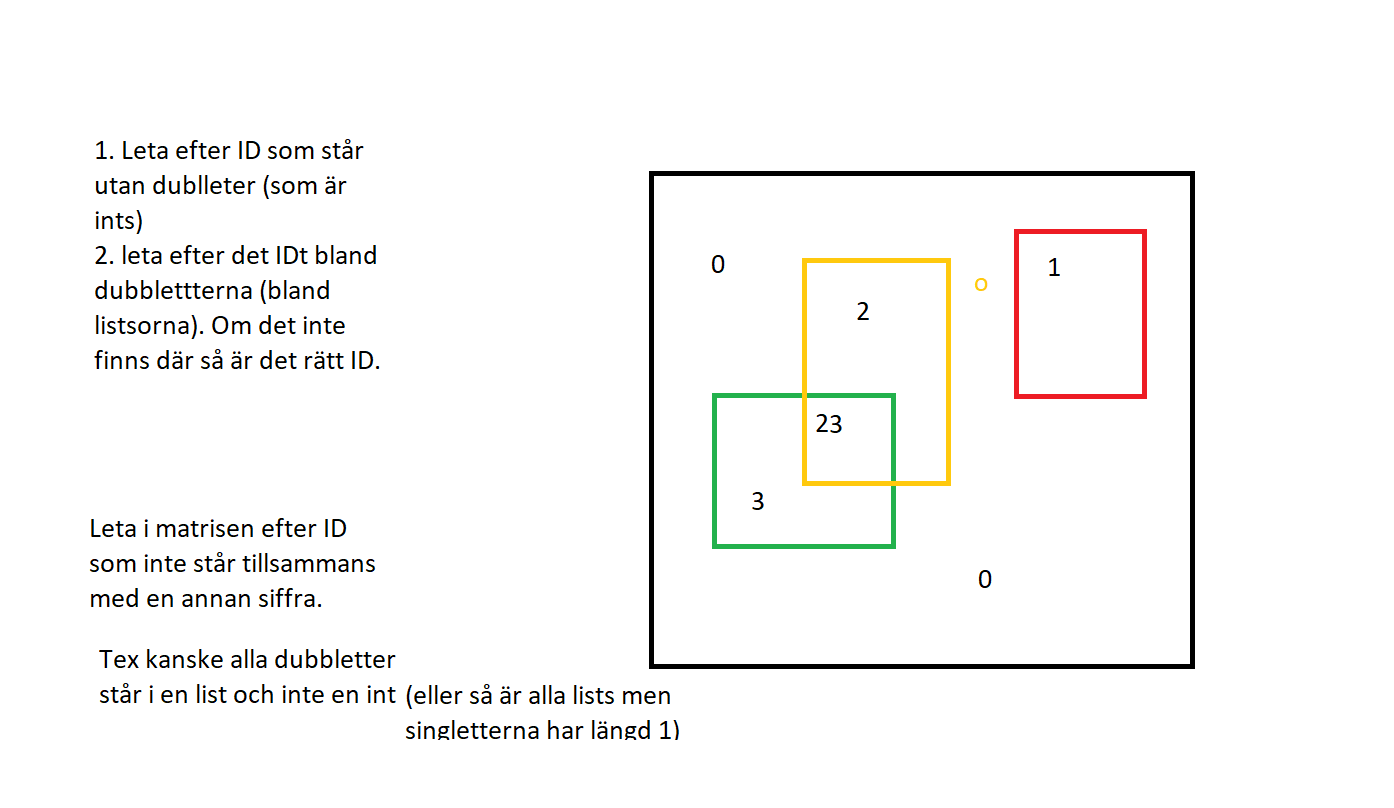 1. Leta efter ID som står
utan dublleter (som är
ints)
2. leta efter det IDt bland
dubblettterna (bland
listsorna). Om det inte
finns där så är det rätt ID.
Leta i matrisen efter ID
som inte står tillsammans
med en annan siffra.
Tex kanske alla dubbletter
står i en list och inte en int
(eller så är alla lists men
singletterna har längd 1)
0
1
o
2
23
3
0